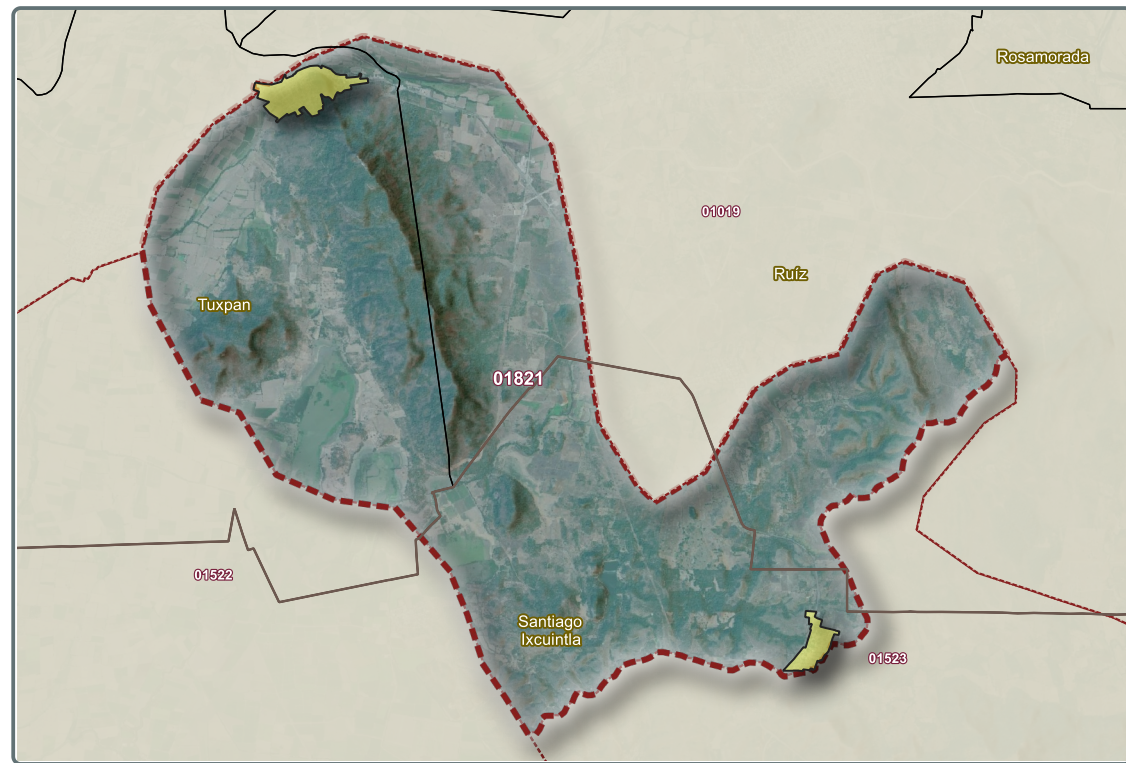 Rosamorada
01019
Ruíz
Tuxpan
01821
01522
Santiago
Ixcuintla
01523